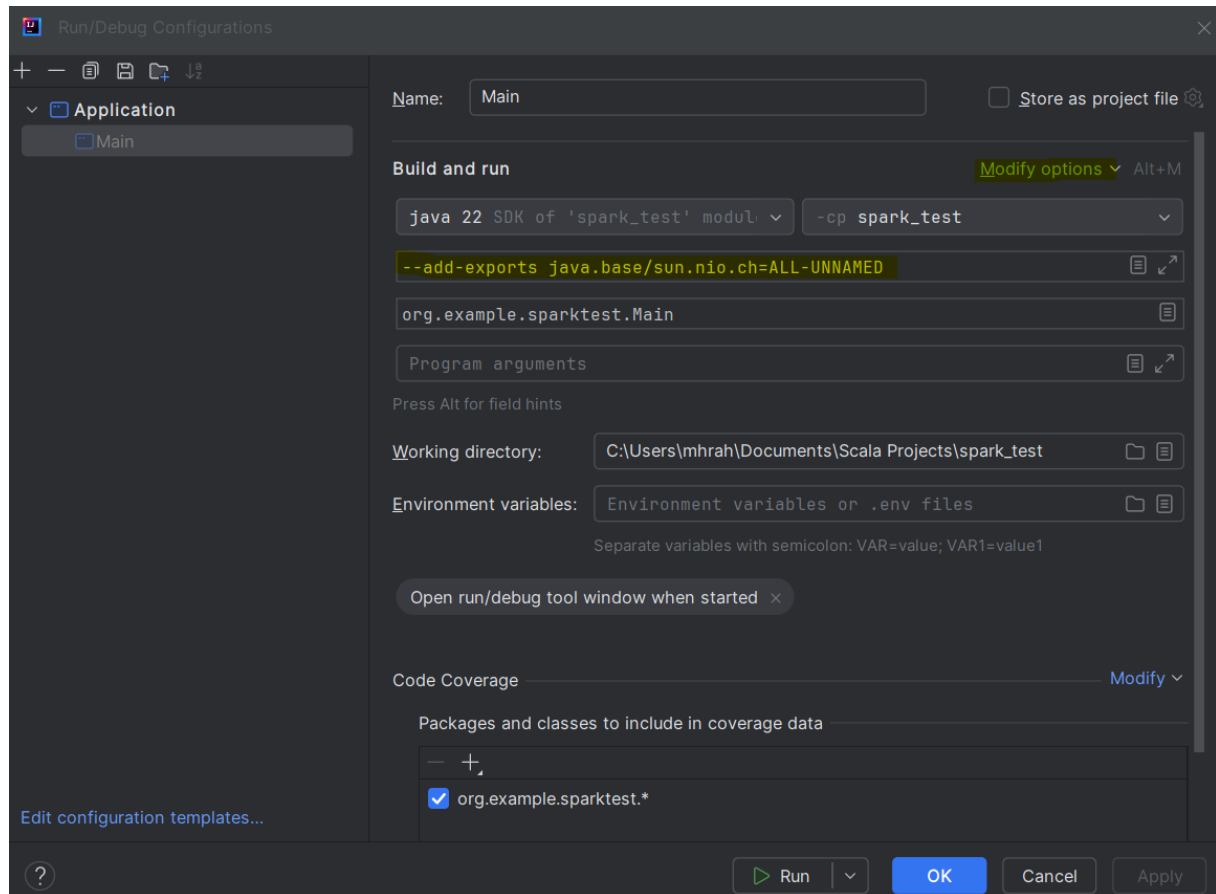 Run/Debug Configurations
Application
Main
Edit configuration templates...
Name: Main Store as project file
Build and run Modify options Alt+M
java 22 SDK of 'spark_test' modul -cp spark_test
--add-exports java.base/sun.nio.ch=ALL-UNNAMED
org.example.sparktest.Main
Program arguments
Press Alt for field hints
Working directory: C:\Users\mhrah\Documents\Scala Projects\spark_test
Environment variables: Environment variables or .env files
Separate variables with semicolon: VAR=value; VAR1=value1
Open run/debug tool window when started
Code Coverage Modify
Packages and classes to include in coverage data
org.example.sparktest.*
? Run OK Cancel Apply